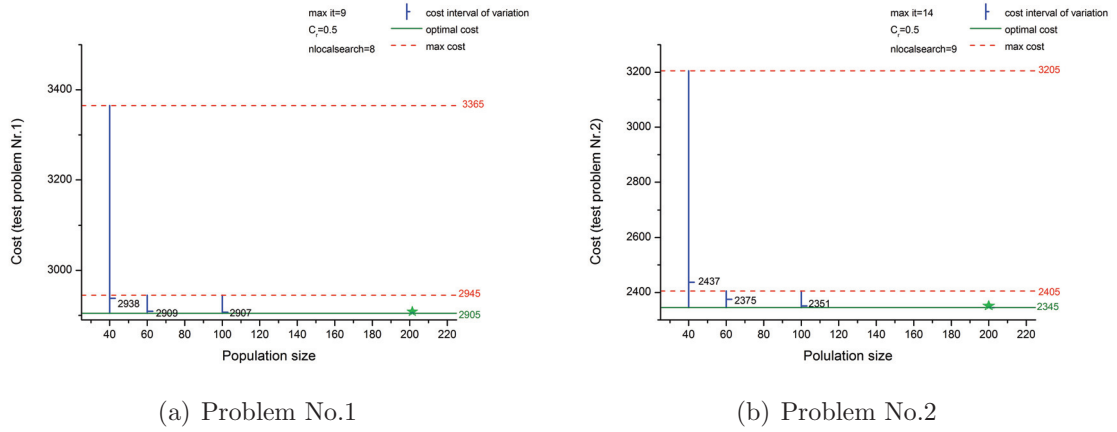 max it=9
Cr=0.5
nlocalsearch=8
cost interval of variation
optimal cost
max cost
Cost (test problem Nr.1)
3400
3200
3000
3365
2945
2905
2938
2909
2907
40 60 80 100 120 140 160 180 200 220
Population size
(a) Problem No.1
max it=14
Cr=0.5
nlocalsearch=9
cost interval of variation
optimal cost
max cost
Cost (test problem Nr.2)
3200
3000
2800
2600
2400
3205
2405
2345
2437
2375
2351
40 60 80 100 120 140 160 180 200 220
Polulation size
(b) Problem No.2